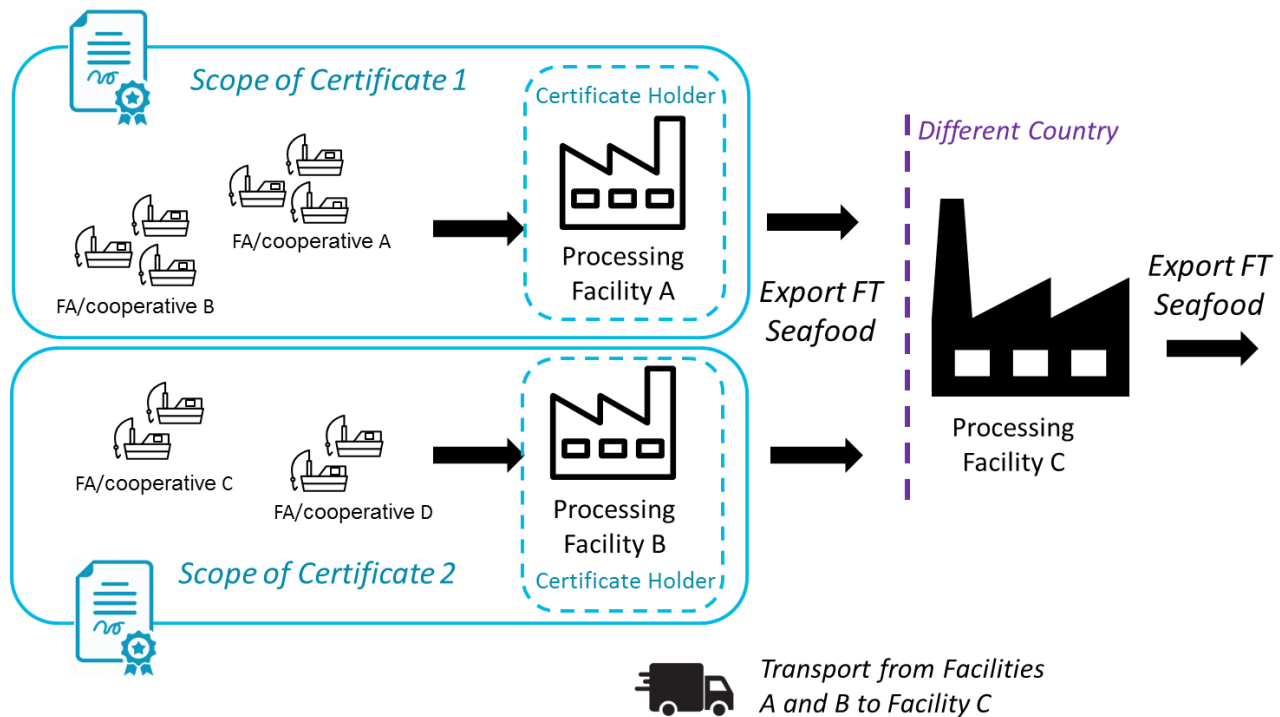 Scope of Certificate 1
Certificate Holder
FA/cooperative A
FA/cooperative B
Processing
Facility A
Export FT
Seafood
Different Country
Processing
Facility C
Export FT
Seafood
FA/cooperative C
FA/cooperative D
Processing
Facility B
Certificate Holder
Scope of Certificate 2
Transport from Facilities
A and B to Facility C